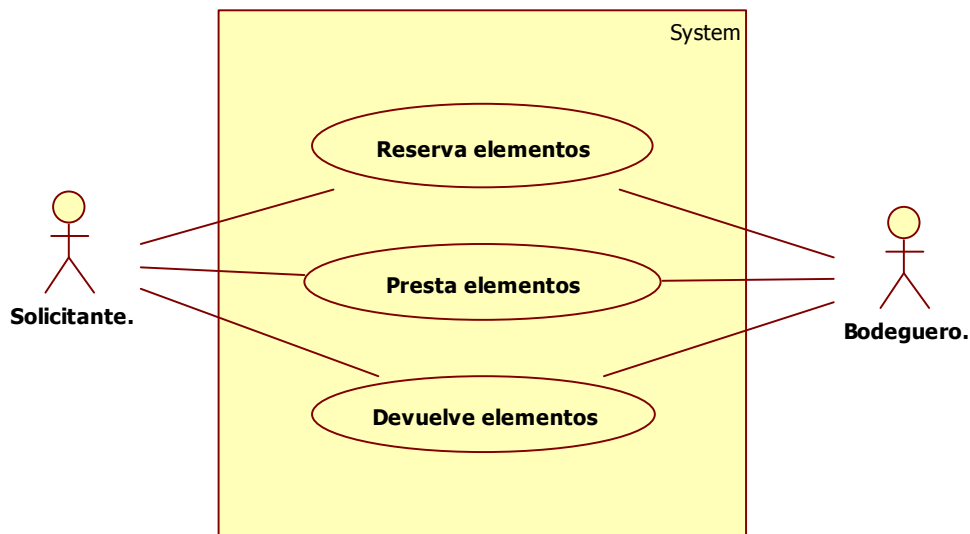 System
Reserva elementos
Presta elementos
Solicitante.
Bodeguero.
Devuelve elementos